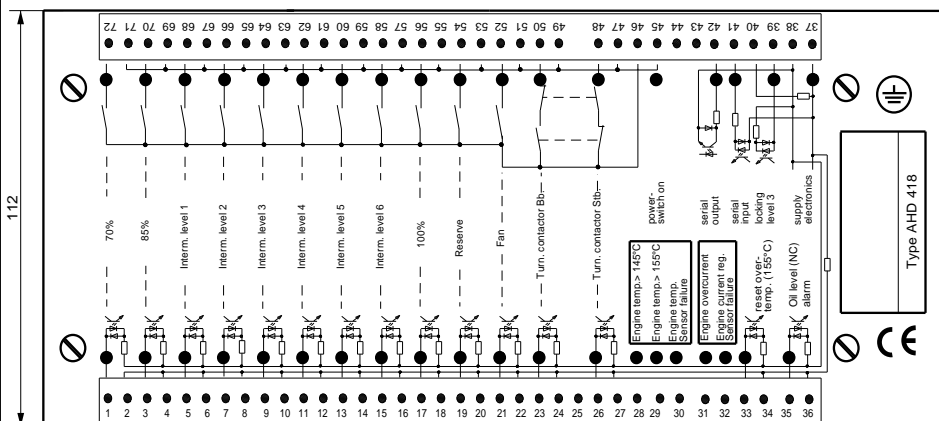 72 71 70 69 68 67 66 65 64 63 62 61 60 59 58 57 56 55 54 53 52 51 50 49 48 47 46 45 44 43 42 41 40 39 38 37
112
70%
85%
Interm. level 1
Interm. level 2
Interm. level 3
Interm. level 4
Interm. level 5
Interm. level 6
100%
Reserve
Fan
Turn. contactor Bb
Turn. contactor Stb
power-
switch on
serial
output
serial
input
locking
level 3
supply
electronics
Engine temp.> 145°C
Engine temp.> 155°C
Engine temp.
Sensor failure
Engine overcurrent
Engine current reg.
Sensor failure
reset over-
temp. (155°C)
Oil level (NC)
alarm
Type AHD 418
CE
1 2 3 4 5 6 7 8 9 10 11 12 13 14 15 16 17 18 19 20 21 22 23 24 25 26 27 28 29 30 31 32 33 34 35 36